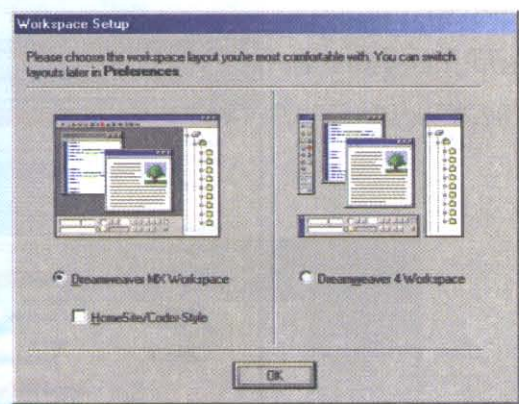 Workspace Setup
Please choose the workspace layout you're most comfortable with. You can switch
layouts later in Preferences.
Dreamweaver MX Workspace
Dreamweaver 4 Workspace
HomeSite/Coder-Style
OK